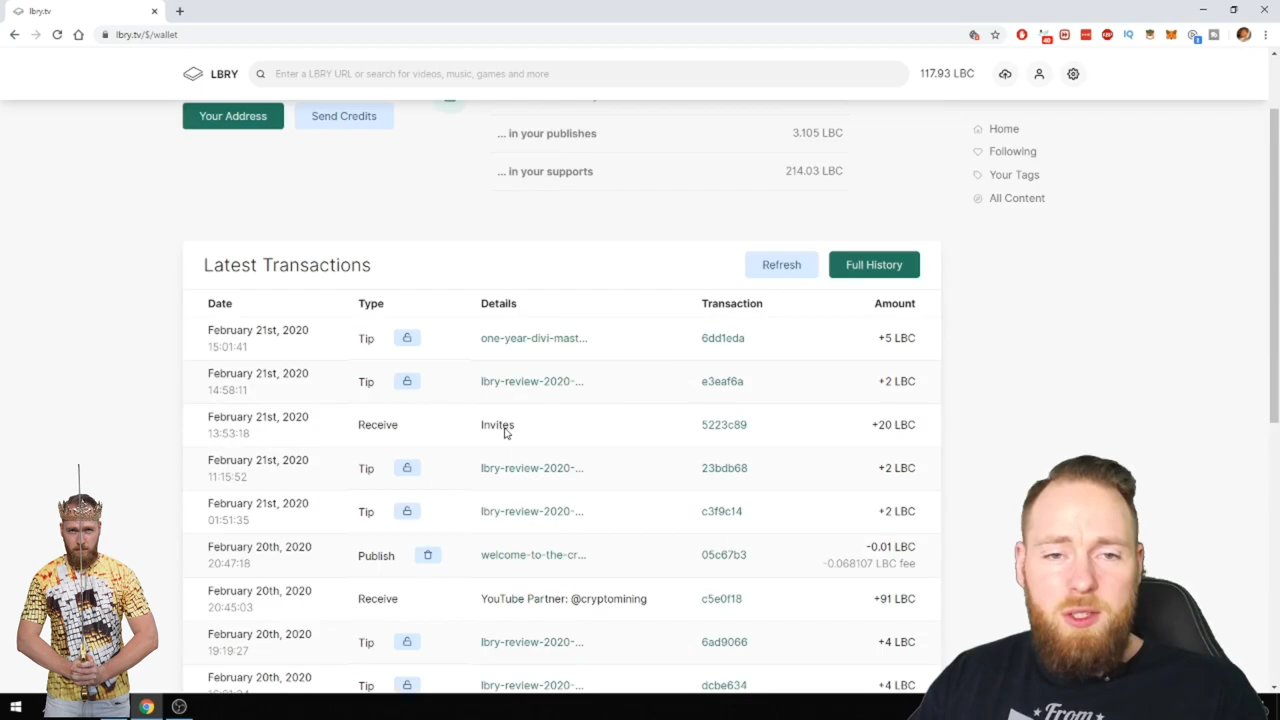 lbry.tv
lbry.tv/$/wallet
LBRY
Enter a LBRY URL or search for videos, music, games and more
117.93 LBC
Your Address
Send Credits
... in your publishes
3.105 LBC
... in your supports
214.03 LBC
Home
Following
Your Tags
All Content
Latest Transactions
Refresh
Full History
Date Type Details Transaction Amount
February 21st, 2020
15:01:41
Tip one-year-divi-mast... 6dd1eda +5 LBC
February 21st, 2020
14:58:11
Tip lbry-review-2020-... e3eaf6a +2 LBC
February 21st, 2020
13:53:18
Receive Invites 5223c89 +20 LBC
February 21st, 2020
11:15:52
Tip lbry-review-2020-... 23bdb68 +2 LBC
February 21st, 2020
01:51:35
Tip lbry-review-2020-... c3f9c14 +2 LBC
February 20th, 2020
20:47:18
Publish welcome-to-the-cr... 05c67b3 -0.01 LBC
-0.068107 LBC fee
February 20th, 2020
20:45:03
Receive YouTube Partner: @cryptomining c5e0f18 +91 LBC
February 20th, 2020
19:19:27
Tip lbry-review-2020-... 6ad9066 +4 LBC
February 20th, 2020
Tip lbry-review-2020-... dcbe634 +4 LBC
From